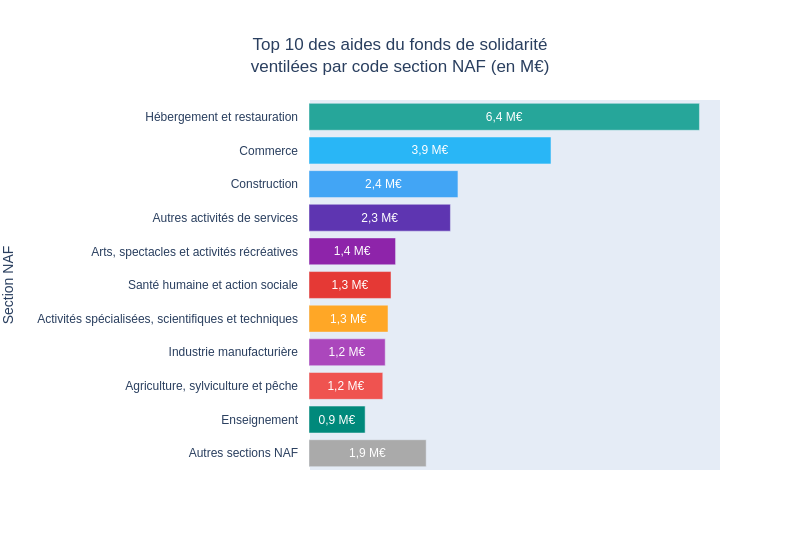 Top 10 des aides du fonds de solidarité
ventilées par code section NAF (en M€)
Section NAF
Hébergement et restauration 6,4 M€
Commerce 3,9 M€
Construction 2,4 M€
Autres activités de services 2,3 M€
Arts, spectacles et activités récréatives 1,4 M€
Santé humaine et action sociale 1,3 M€
Activités spécialisées, scientifiques et techniques 1,3 M€
Industrie manufacturière 1,2 M€
Agriculture, sylviculture et pêche 1,2 M€
Enseignement 0,9 M€
Autres sections NAF 1,9 M€